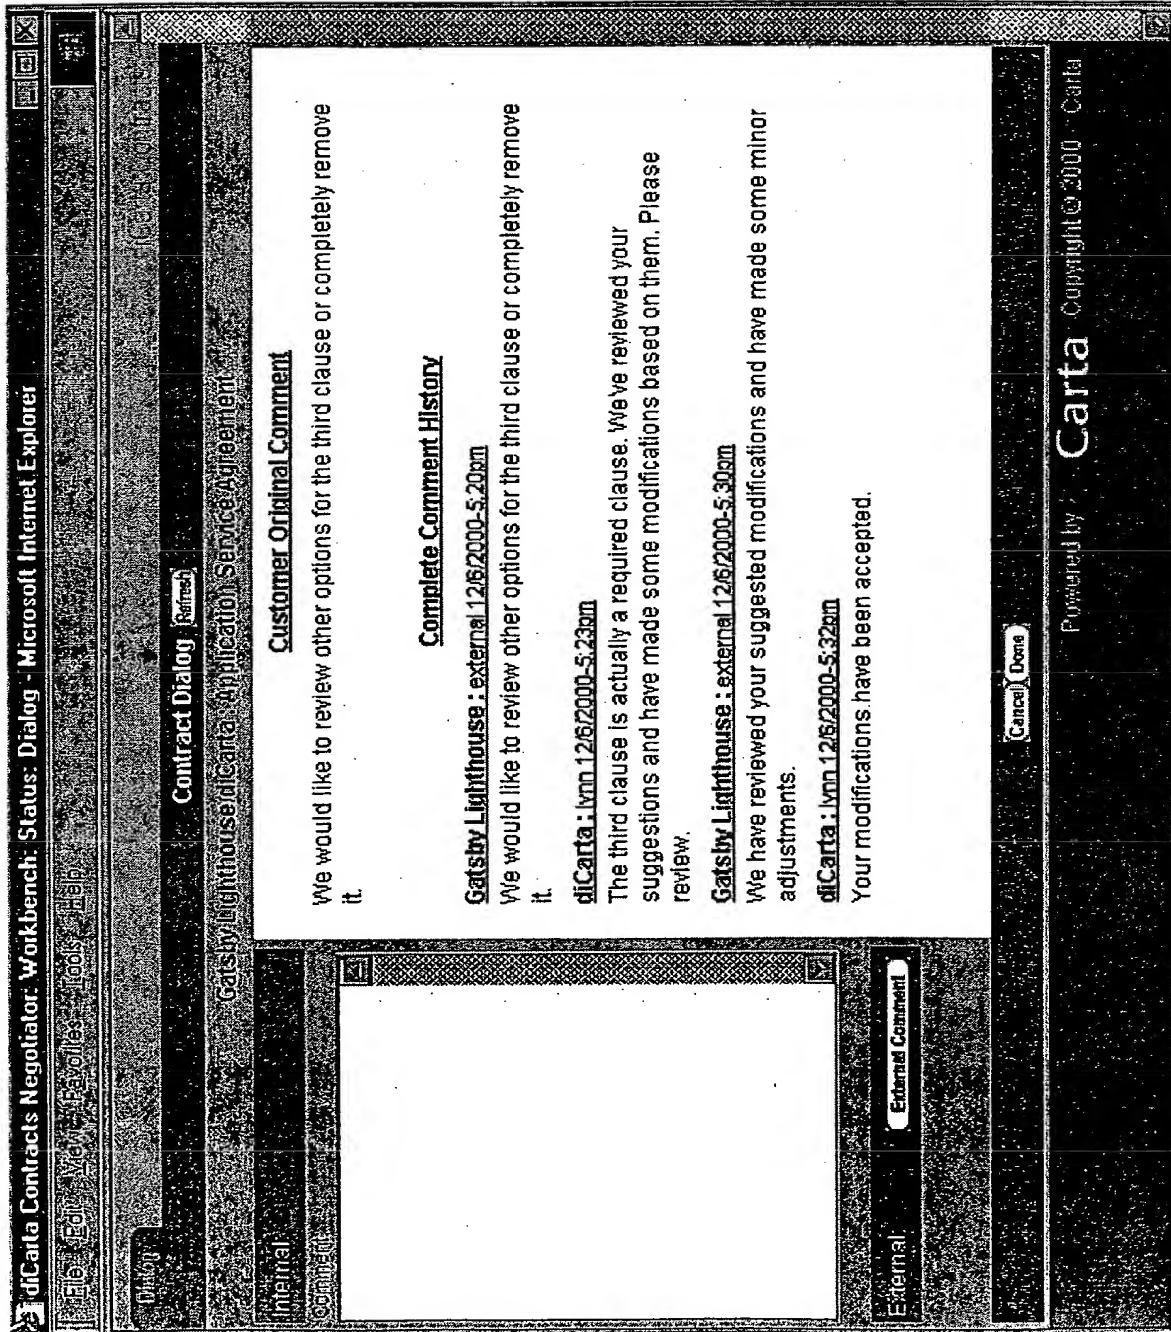 diCarta Contracts Negotiator: Workbench: Status: Dialog - Microsoft Internet Explorer
File Edit View Favorites Tools Help
Contract Dialog Refresh
Gatsby Lighthouse/diCarta: Application Service Agreement
Internal
Comment
External
External Comment
Customer Original Comment
We would like to review other options for the third clause or completely remove
it.
Complete Comment History
Gatsby Lighthouse : external 12/6/2000-5:20pm
We would like to review other options for the third clause or completely remove
it.
diCarta : lynn 12/6/2000-5:23pm
The third clause is actually a required clause. We've reviewed your
suggestions and have made some modifications based on them. Please
review.
Gatsby Lighthouse : external 12/6/2000-5:30pm
We have reviewed your suggested modifications and have made some minor
adjustments.
diCarta : lynn 12/6/2000-5:32pm
Your modifications have been accepted.
Cancel Done
Powered by Carta Copyright © 2000 Carta